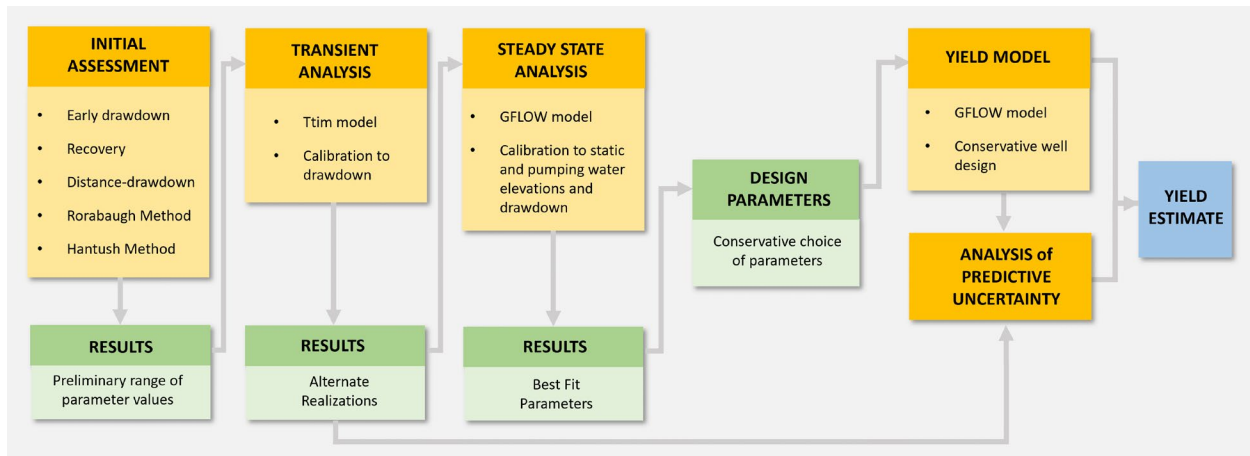 INITIAL
ASSESSMENT
• Early drawdown
• Recovery
• Distance-drawdown
• Rorabaugh Method
• Hantush Method
RESULTS
Preliminary range of
parameter values
TRANSIENT
ANALYSIS
• Ttim model
• Calibration to
drawdown
RESULTS
Alternate
Realizations
STEADY STATE
ANALYSIS
• GFLOW model
• Calibration to static
and pumping water
elevations and
drawdown
RESULTS
Best Fit
Parameters
DESIGN
PARAMETERS
Conservative choice
of parameters
YIELD MODEL
• GFLOW model
• Conservative well
design
ANALYSIS of
PREDICTIVE
UNCERTAINTY
YIELD
ESTIMATE